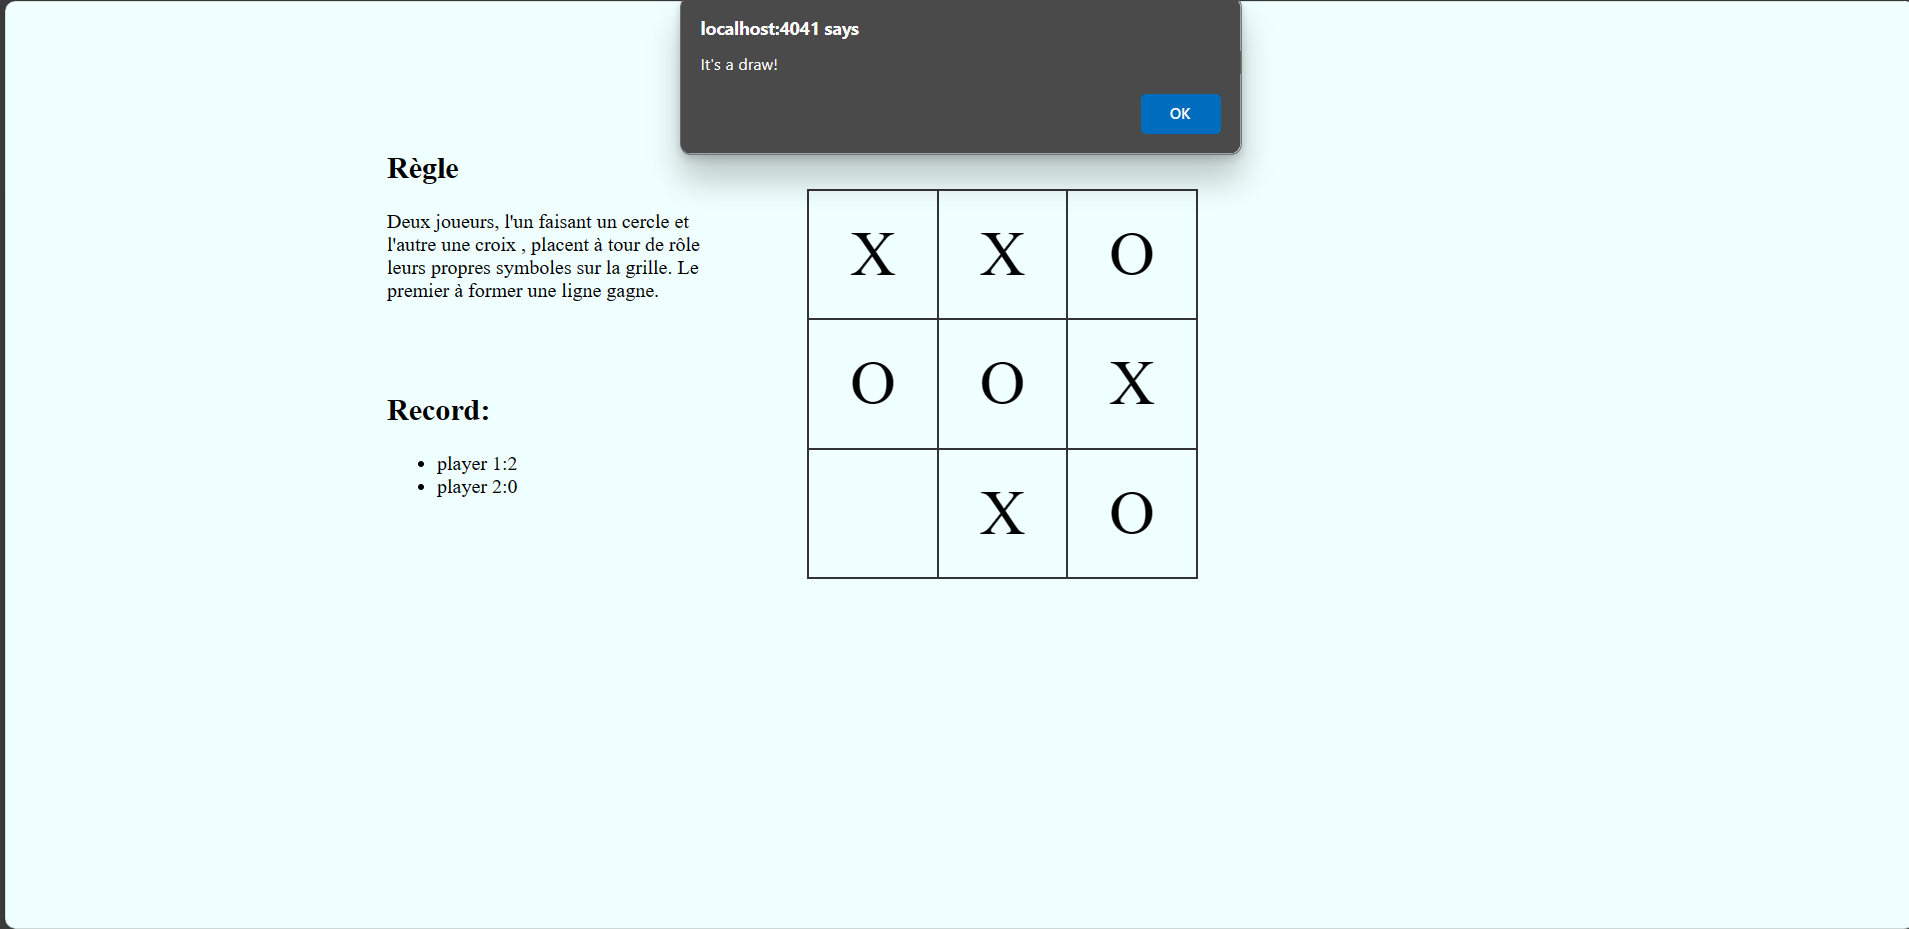 localhost:4041 says
It's a draw!
OK
Règle
Deux joueurs, l'un faisant un cercle et
l'autre une croix , placent à tour de rôle
leurs propres symboles sur la grille. Le
premier à former une ligne gagne.
Record:
player 1:2
player 2:0
X X O
O O X
X O